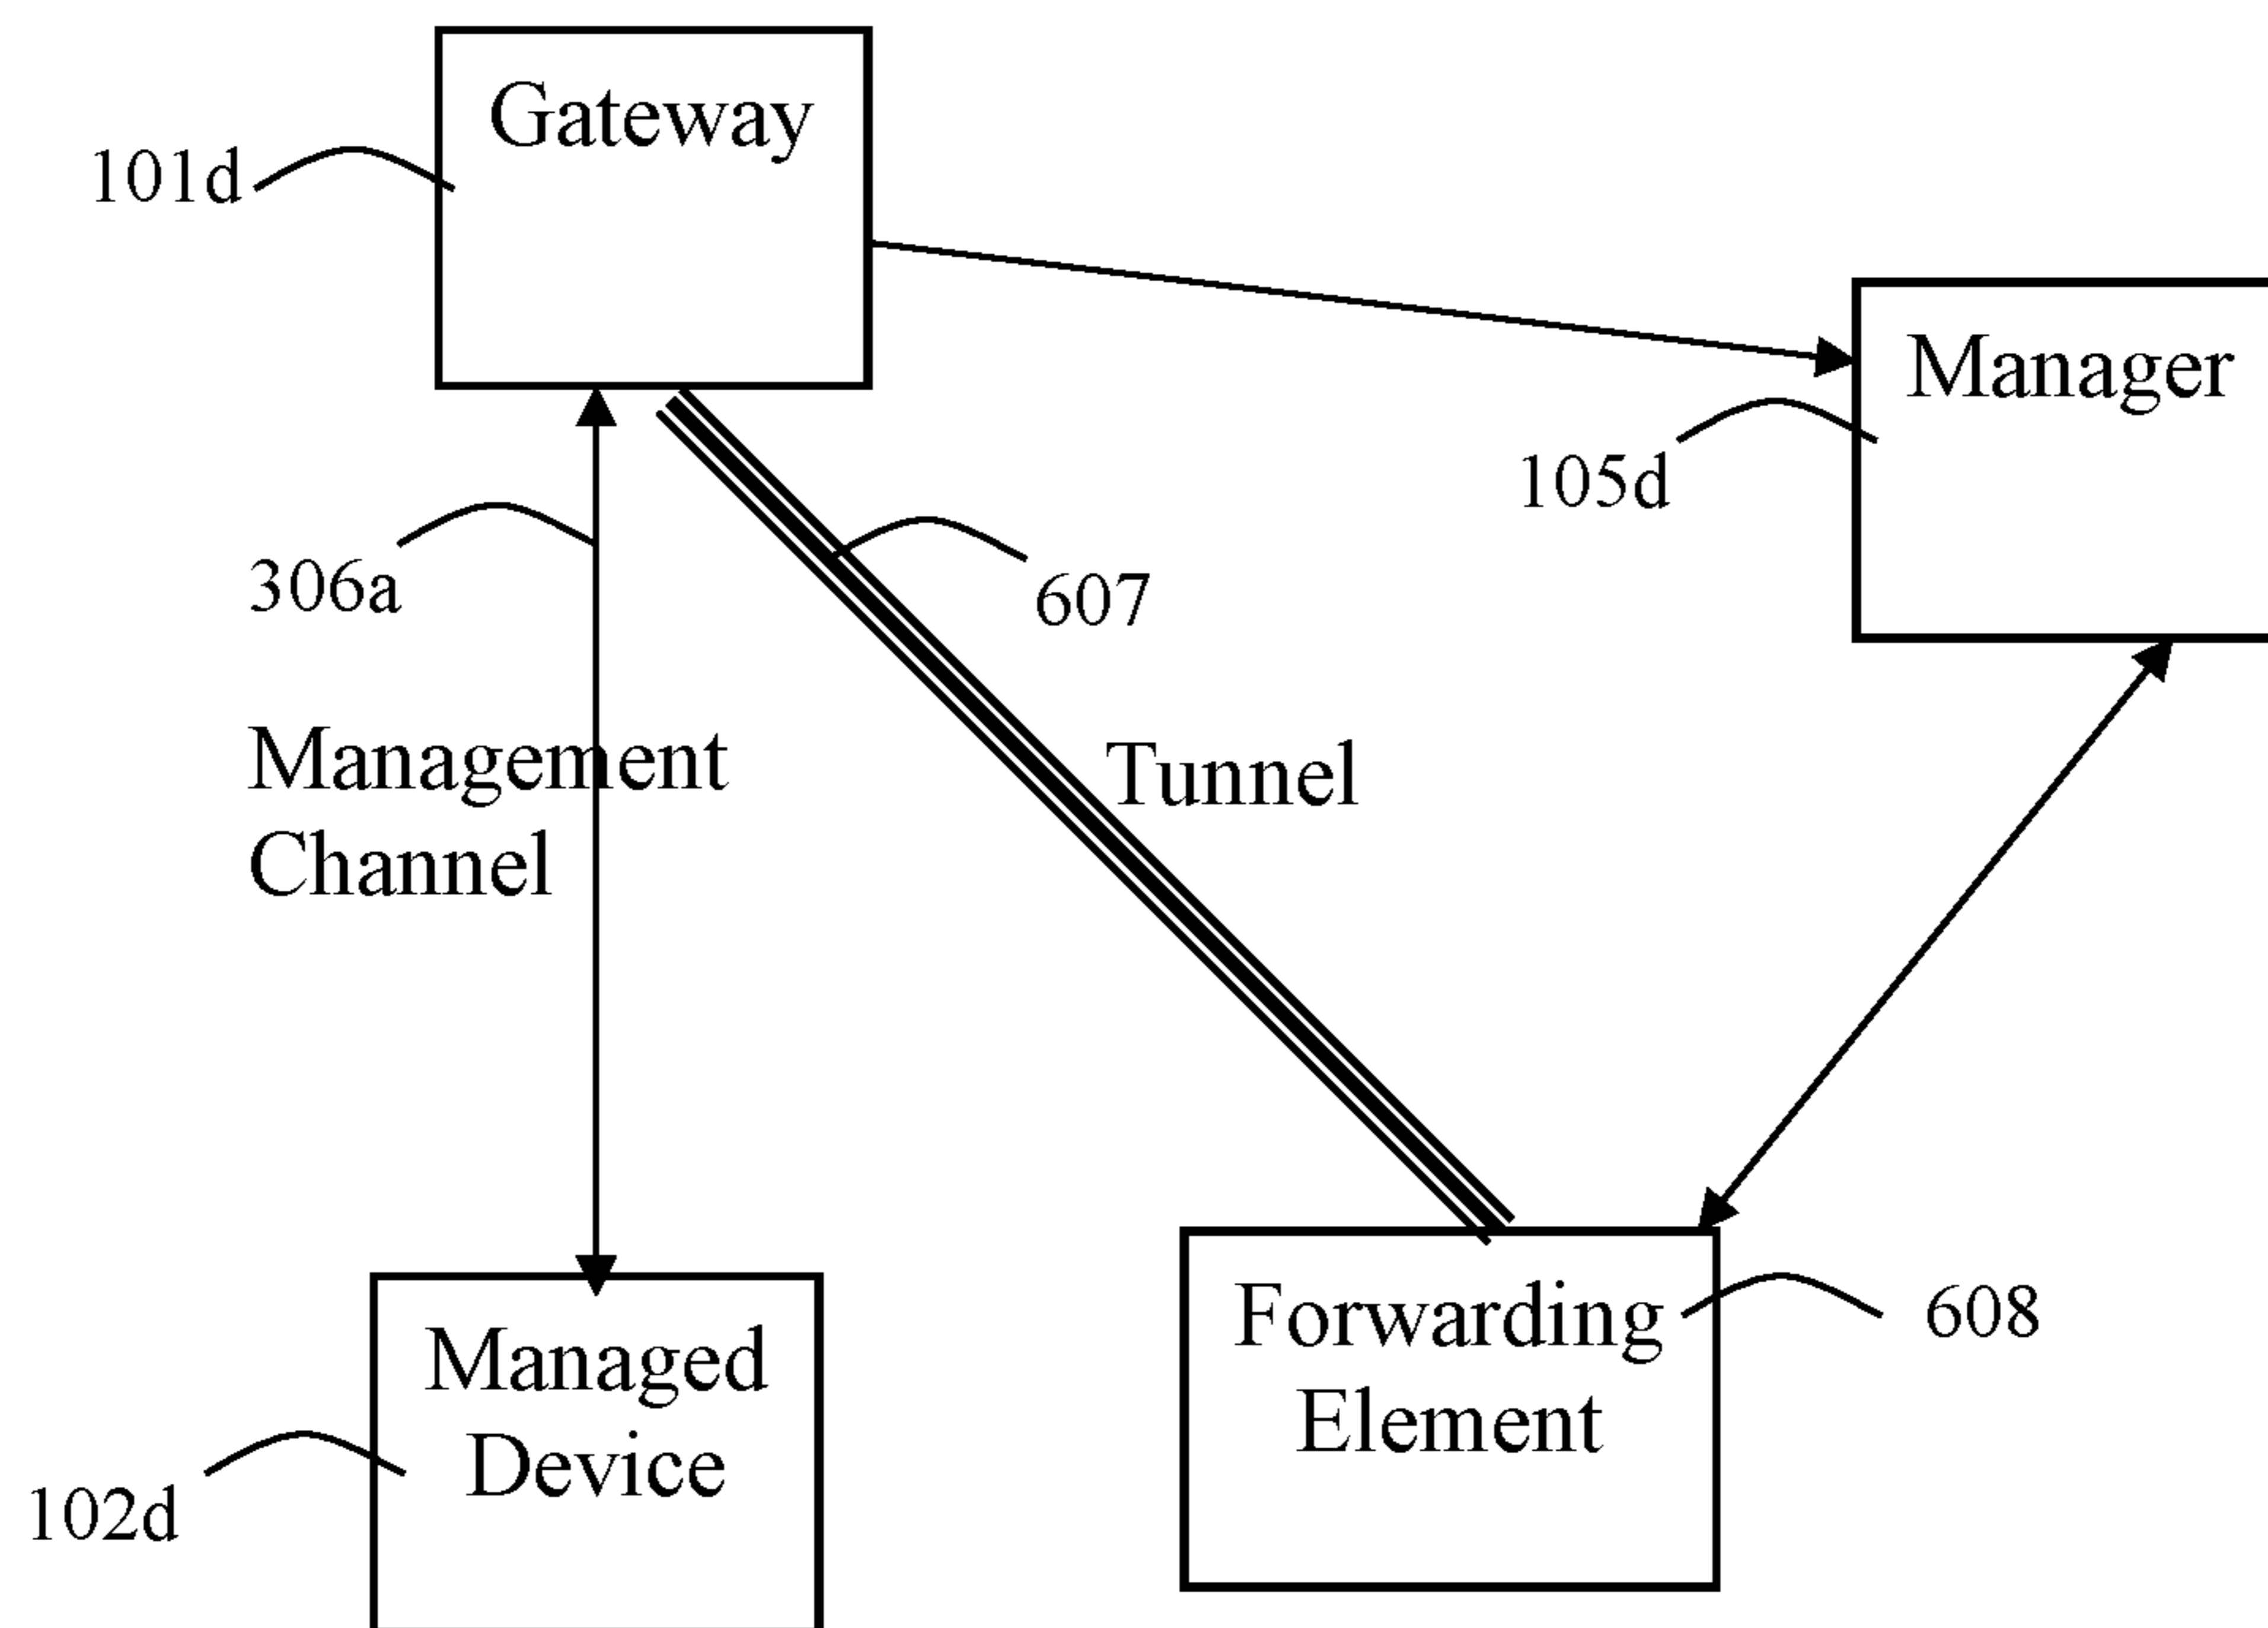 Gateway
101d
Manager
105d
306a
607
Management
Channel
Tunnel
Forwarding
Element
608
Managed
Device
102d